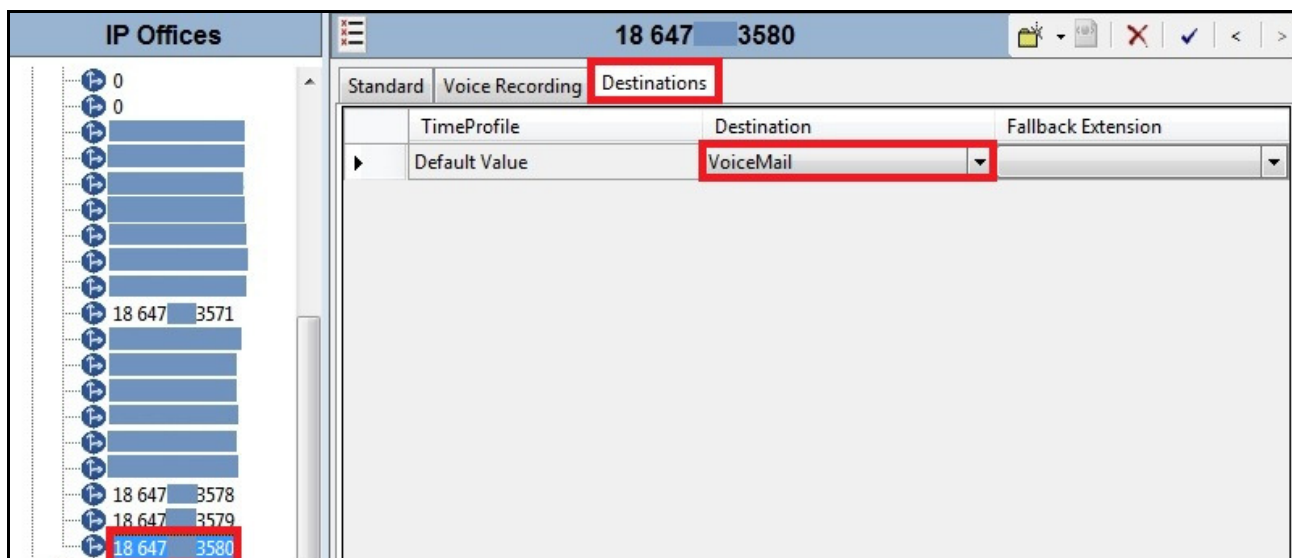 IP Offices
0
0
18 647 3571
18 647 3578
18 647 3579
18 647 3580
18 647 3580
Standard Voice Recording Destinations
TimeProfile Destination Fallback Extension
Default Value VoiceMail